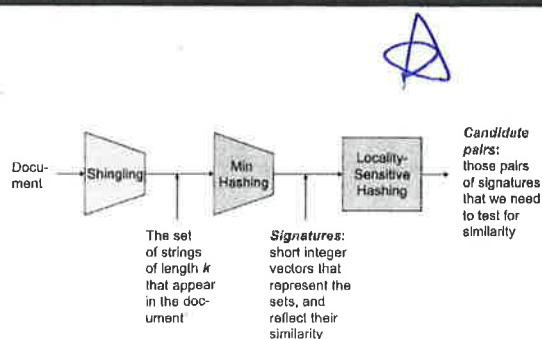 Docu-
ment
Shingling
Min
Hashing
Locality-
Sensitive
Hashing
Candidate
pairs:
those pairs
of signatures
that we need
to test for
similarity
The set
of strings
of length k
that appear
in the doc-
ument
Signatures:
short integer
vectors that
represent the
sets, and
reflect their
similarity